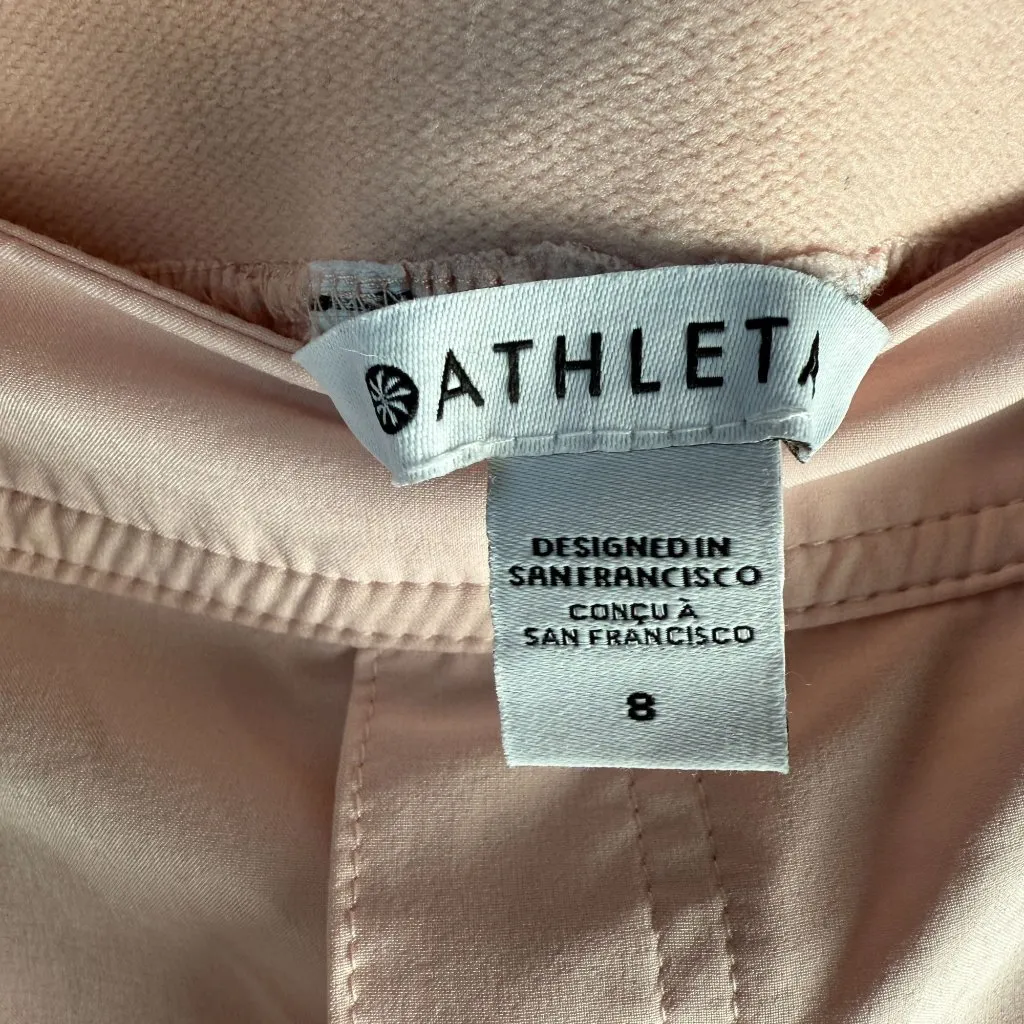 ATHLETA
DESIGNED IN
SAN FRANCISCO
CONÇU À
SAN FRANCISCO
8